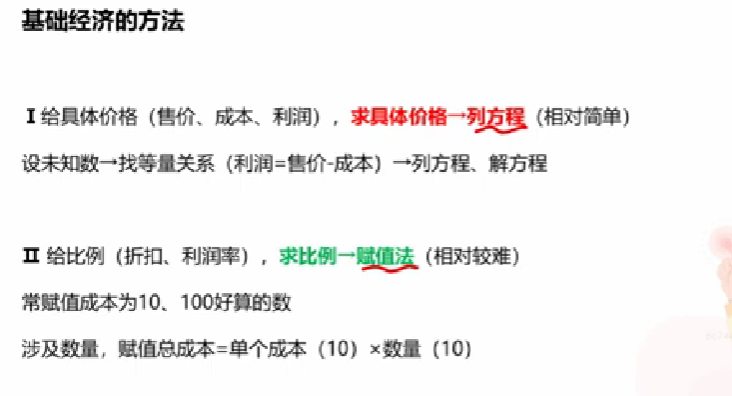 基础经济的方法
Ⅰ给具体价格（售价、成本、利润），求具体价格→列方程（相对简单）
设未知数→找等量关系（利润=售价-成本）→列方程、解方程
Ⅱ 给比例（折扣、利润率），求比例→赋值法（相对较难）
常赋值成本为10、100好算的数
涉及数量，赋值总成本=单个成本（10）×数量（10）